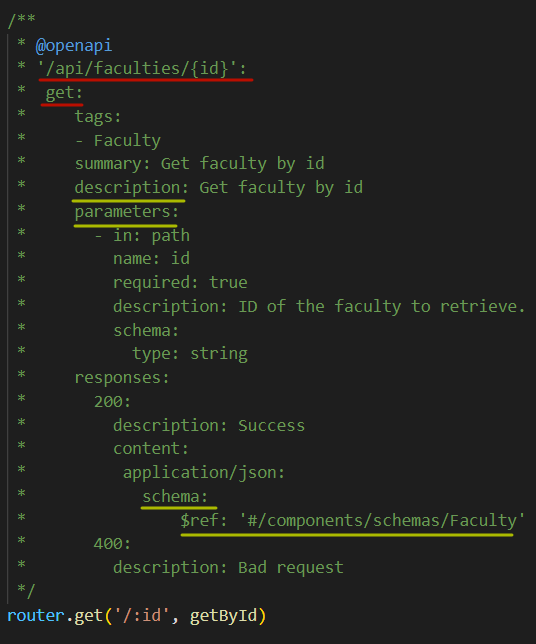 /**
 * @openapi
 * '/api/faculties/{id}':
 *  get:
 *     tags:
 *     - Faculty
 *     summary: Get faculty by id
 *     description: Get faculty by id
 *     parameters:
 *       - in: path
 *         name: id
 *         required: true
 *         description: ID of the faculty to retrieve.
 *         schema:
 *           type: string
 *     responses:
 *       200:
 *         description: Success
 *         content:
 *          application/json:
 *            schema:
 *                $ref: '#/components/schemas/Faculty'
 *       400:
 *         description: Bad request
 */
router.get('/:id', getById)